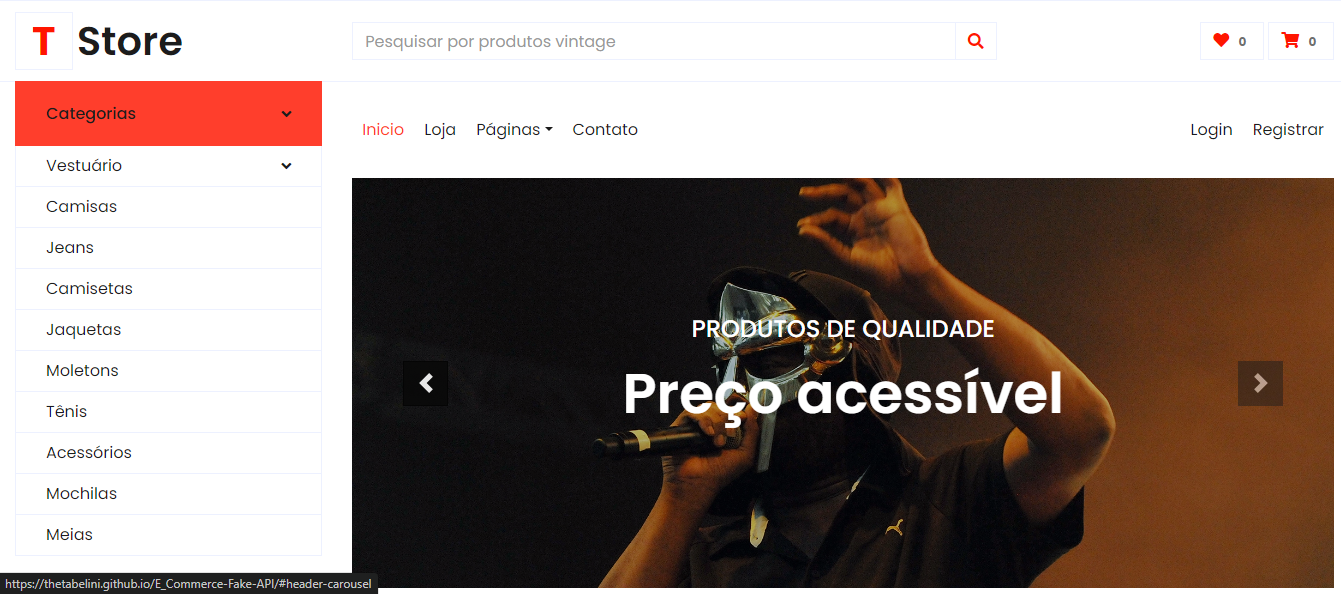 T Store
Pesquisar por produtos vintage
0
0
Categorias
Vestuário
Camisas
Jeans
Camisetas
Jaquetas
Moletons
Tênis
Acessórios
Mochilas
Meias
Inicio Loja Páginas Contato
Login Registrar
PRODUTOS DE QUALIDADE
Preço acessível
https://thetabelini.github.io/E_Commerce-Fake-API/#header-carousel